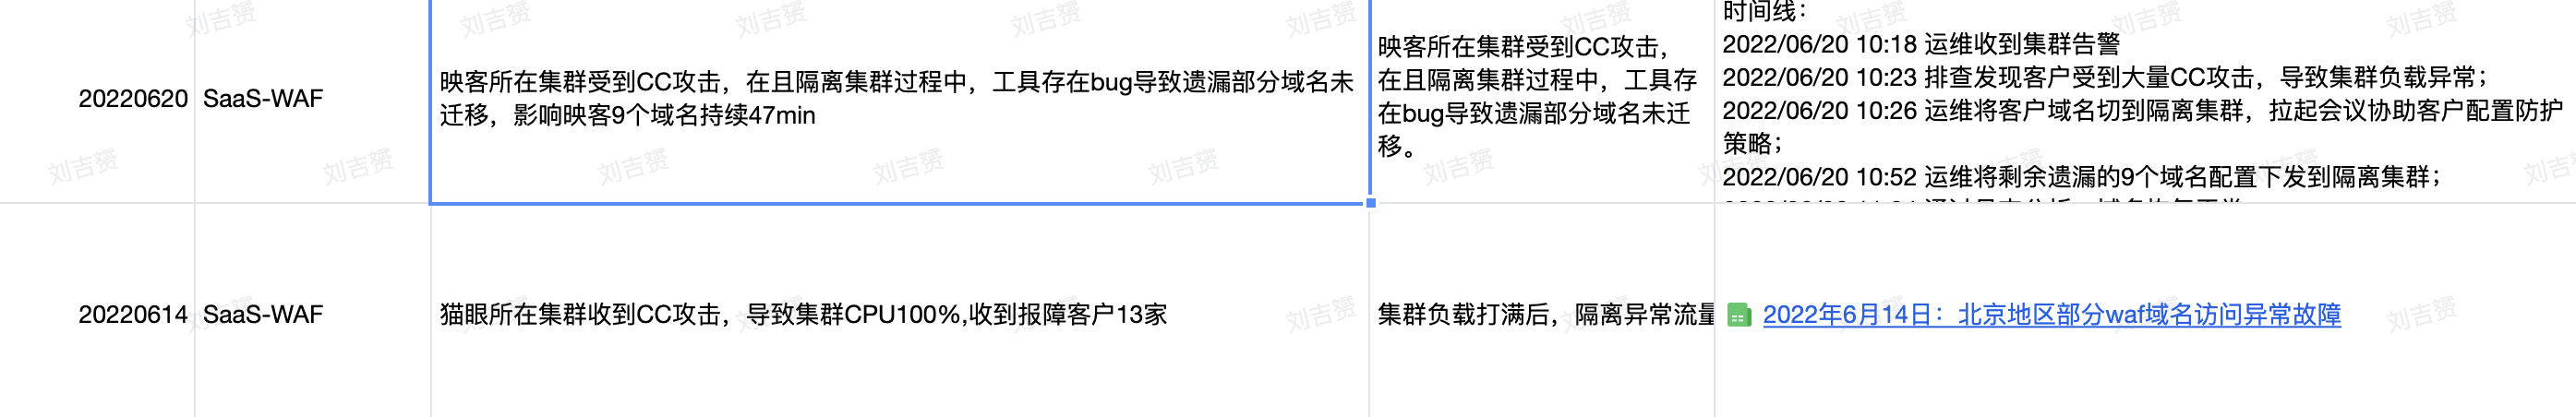 20220620
SaaS-WAF
映客所在集群受到CC攻击，在且隔离集群过程中，工具存在bug导致遗漏部分域名未
迁移，影响映客9个域名持续47min
映客所在集群受到CC攻击，
在且隔离集群过程中，工具存
在bug导致遗漏部分域名未迁
移。
时间线：
2022/06/20 10:18 运维收到集群告警
2022/06/20 10:23 排查发现客户受到大量CC攻击，导致集群负载异常；
2022/06/20 10:26 运维将客户域名切到隔离集群，拉起会议协助客户配置防护
策略；
2022/06/20 10:52 运维将剩余遗漏的9个域名配置下发到隔离集群；
20220614
SaaS-WAF
猫眼所在集群收到CC攻击，导致集群CPU100%,收到报障客户13家
集群负载打满后，隔离异常流量
2022年6月14日：北京地区部分waf域名访问异常故障
刘吉赟